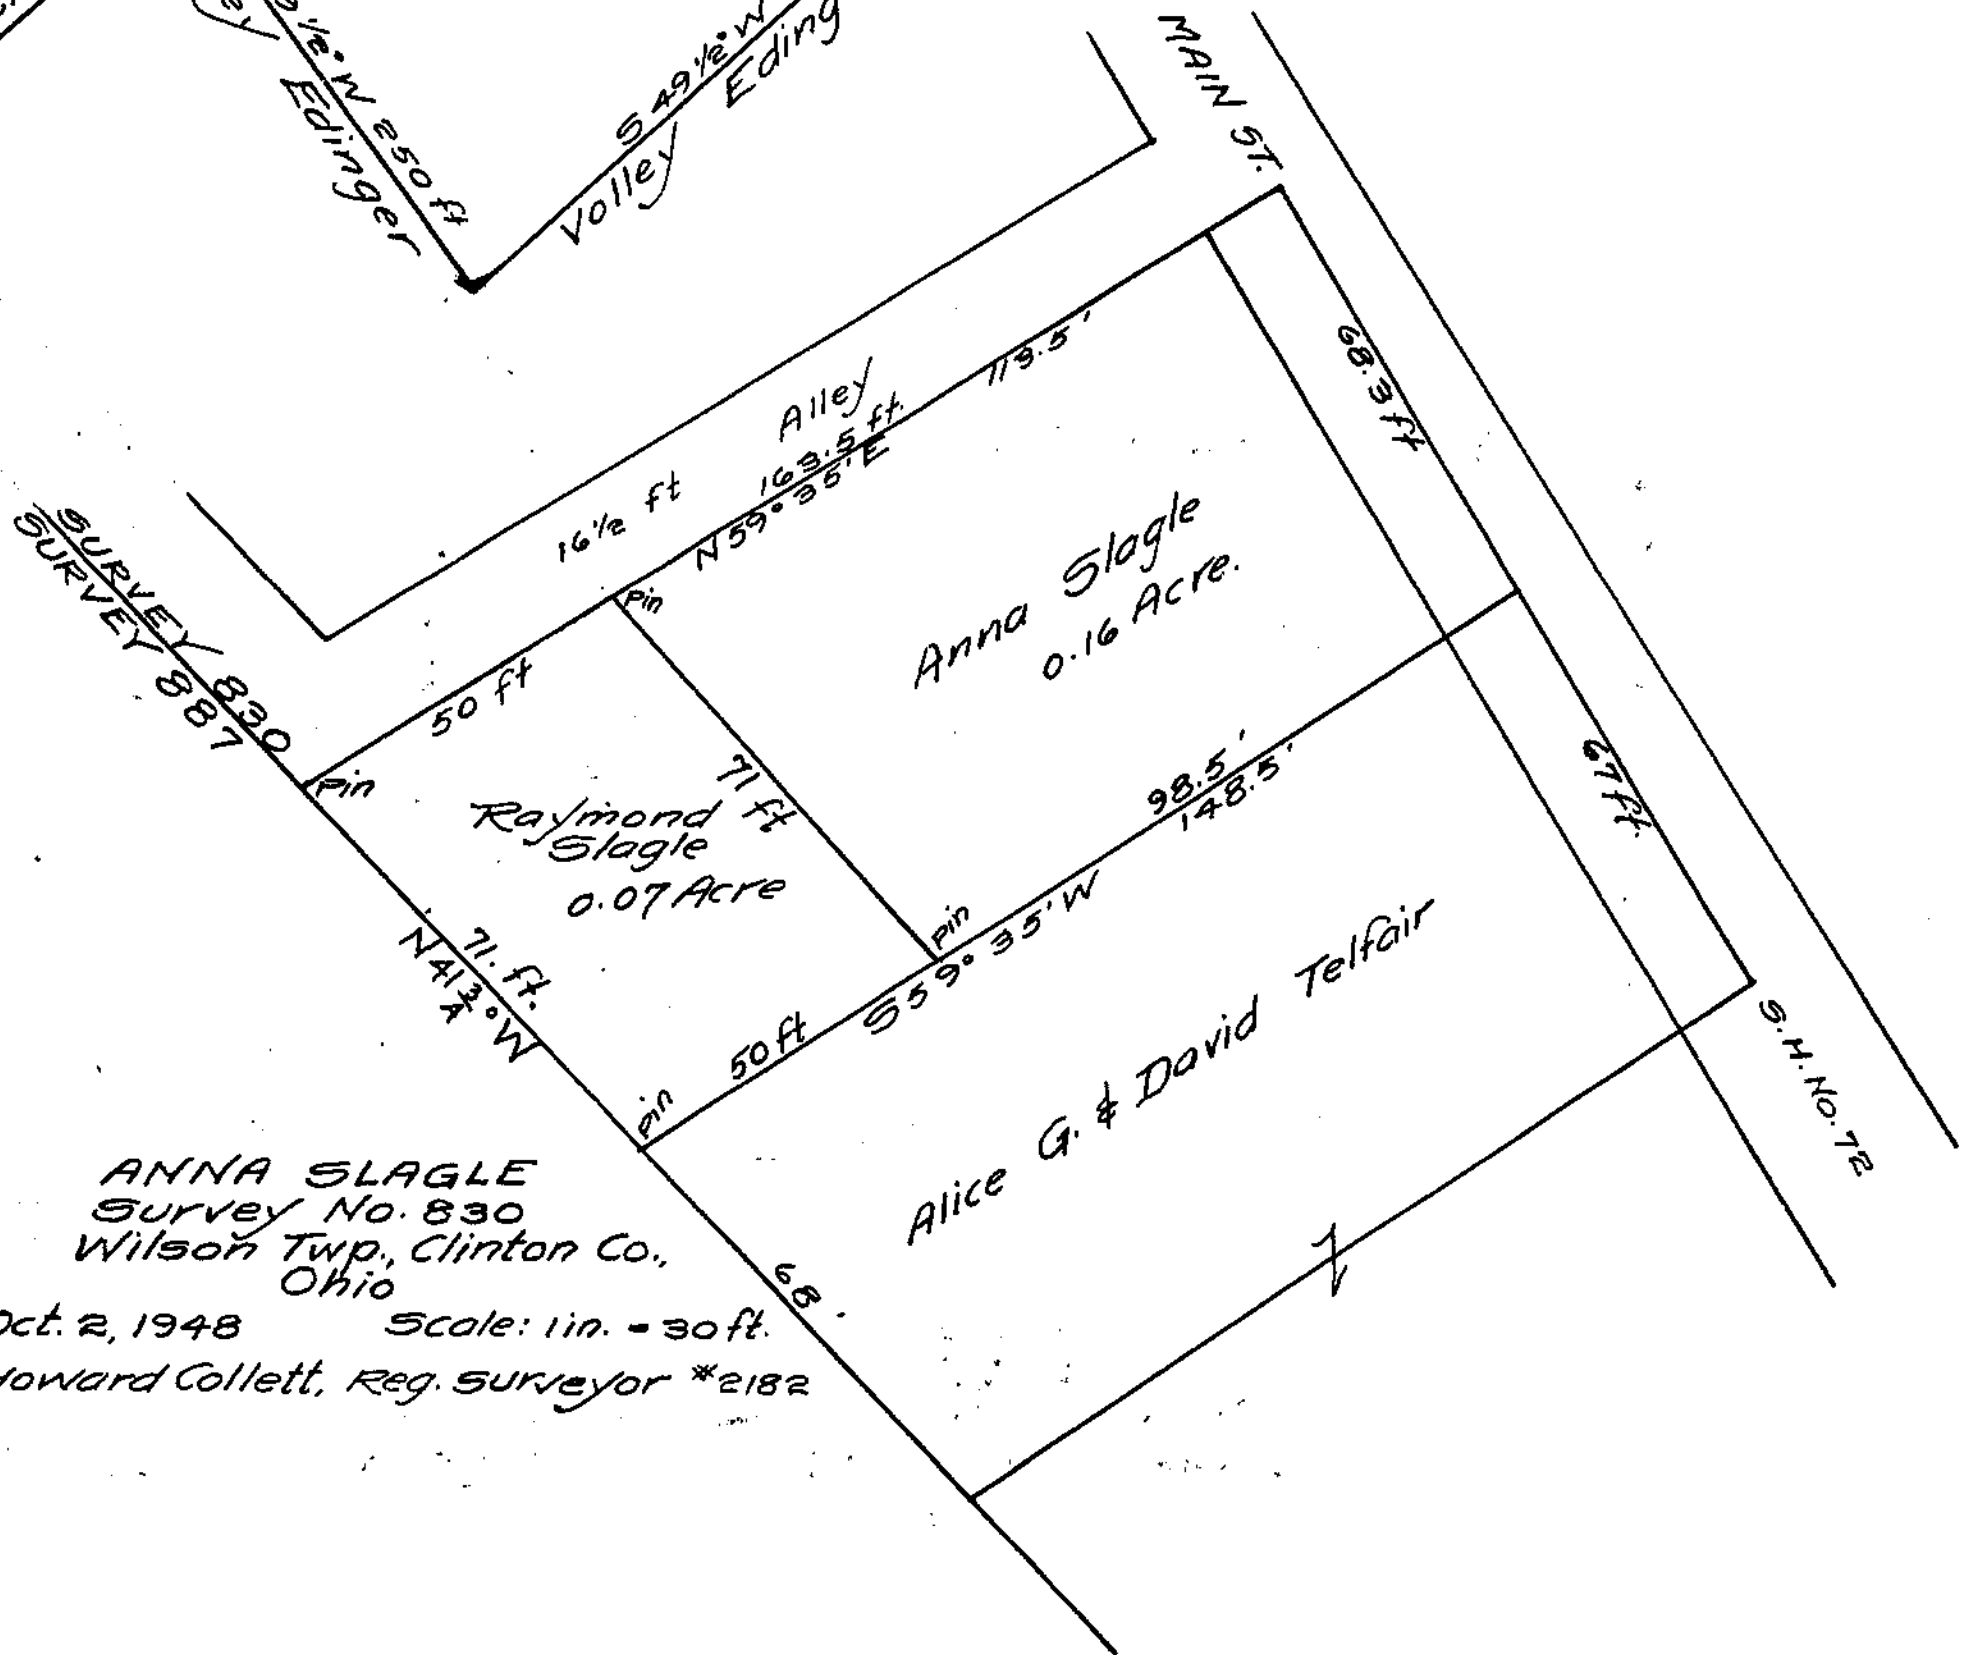 ½° W 250 ft
Edinger
S 49½° W
Volley
MAIN ST.
Alley
16½ ft
163.5 ft.
N 59° 35' E
113.5'
68.3 ft
SURVEY 830
SURVEY 887
Pin
50 ft
Pin
Anna Slagle
0.16 Acre.
71 ft
Raymond
Slagle
0.07 Acre
71. ft.
N 41¾° W
98.5'
148.5'
Pin
S 59° 35' W
50 ft
Pin
67 ft.
Alice G. & David Telfair
S.H. No. 72
68
ANNA SLAGLE
Survey No. 830
Wilson Twp., Clinton Co.,
Ohio
Oct. 2, 1948 Scale: 1 in. = 30 ft.
Howard Collett, Reg. Surveyor #2182